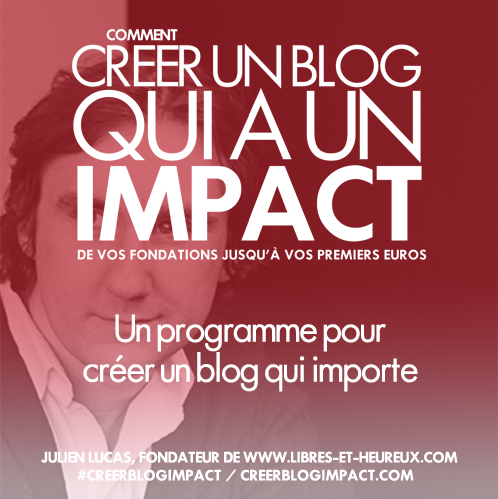 COMMENT
CREER UN BLOG
QUI A UN
IMPACT
DE VOS FONDATIONS JUSQU'À VOS PREMIERS EUROS
Un programme pour
créer un blog qui importe
JULIEN LUCAS, FONDATEUR DE WWW.LIBRES-ET-HEUREUX.COM
#CREERBLOGIMPACT / CREERBLOGIMPACT.COM